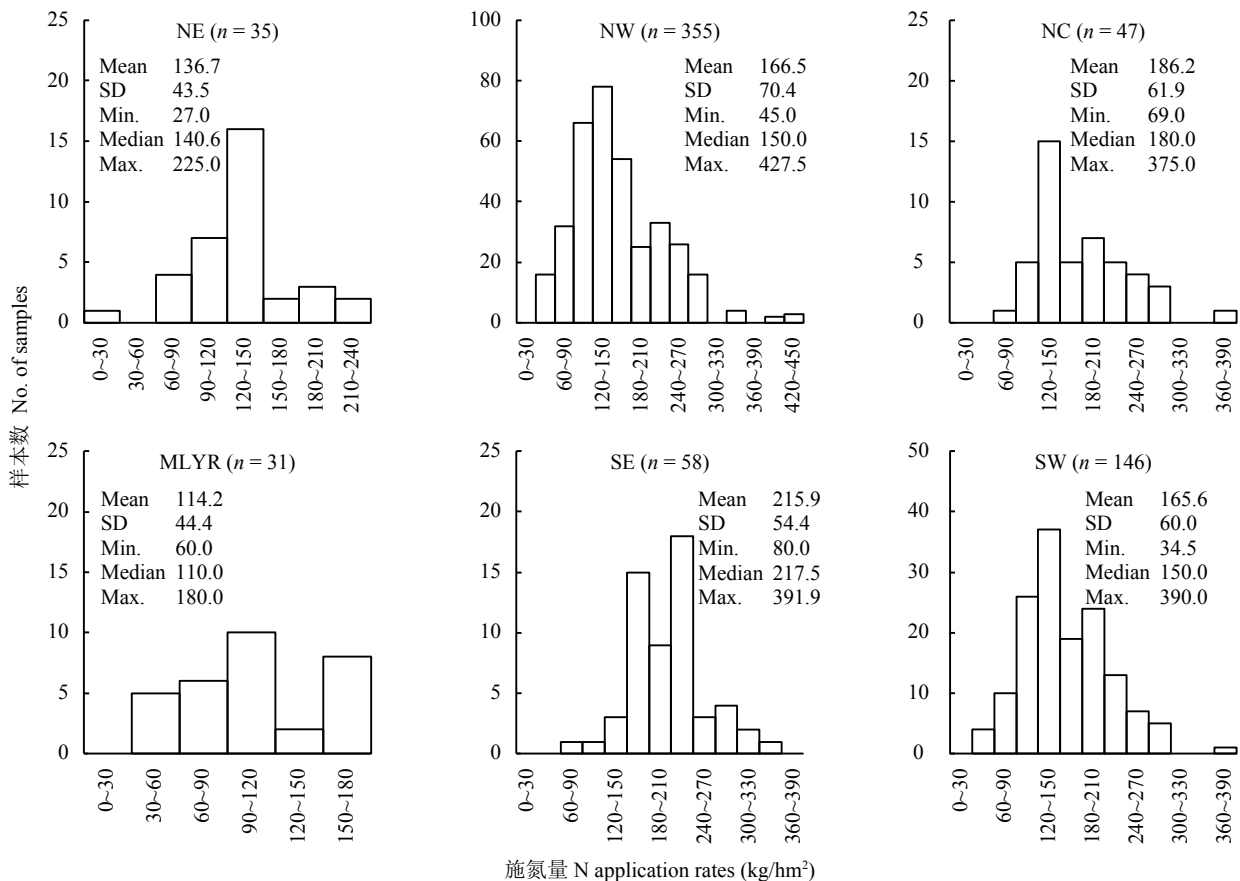 NE (n = 35)
Mean 136.7
SD 43.5
Min. 27.0
Median 140.6
Max. 225.0
25
20
15
10
5
0
0~30
30~60
60~90
90~120
120~150
150~180
180~210
210~240
NW (n = 355)
Mean 166.5
SD 70.4
Min. 45.0
Median 150.0
Max. 427.5
100
80
60
40
20
0
0~30
60~90
120~150
180~210
240~270
300~330
360~390
420~450
NC (n = 47)
Mean 186.2
SD 61.9
Min. 69.0
Median 180.0
Max. 375.0
25
20
15
10
5
0
0~30
60~90
120~150
180~210
240~270
300~330
360~390
样本数 No. of samples
MLYR (n = 31)
Mean 114.2
SD 44.4
Min. 60.0
Median 110.0
Max. 180.0
25
20
15
10
5
0
0~30
30~60
60~90
90~120
120~150
150~180
SE (n = 58)
Mean 215.9
SD 54.4
Min. 80.0
Median 217.5
Max. 391.9
25
20
15
10
5
0
0~30
60~90
120~150
180~210
240~270
300~330
360~390
SW (n = 146)
Mean 165.6
SD 60.0
Min. 34.5
Median 150.0
Max. 390.0
50
40
30
20
10
0
0~30
60~90
120~150
180~210
240~270
300~330
360~390
施氮量 N application rates (kg/hm²)